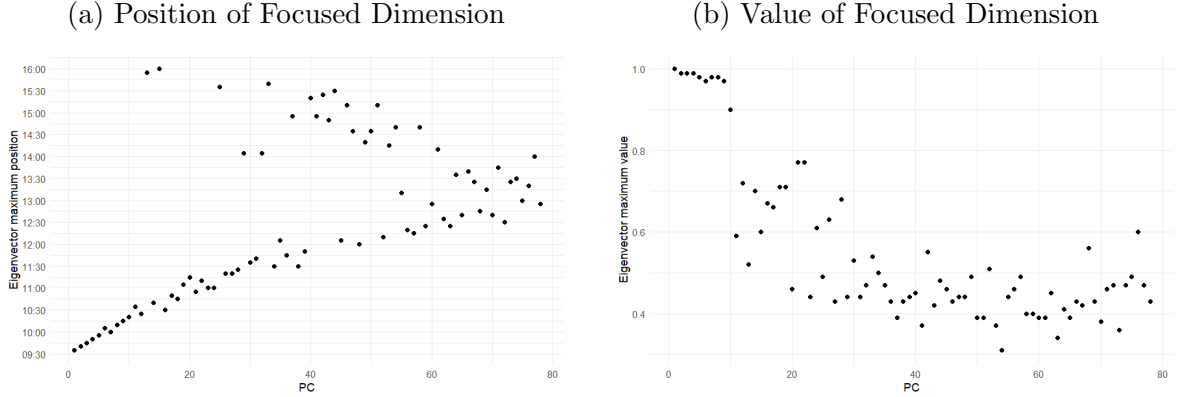 (a) Position of Focused Dimension
Eigenvector maximum position
16:00
15:30
15:00
14:30
14:00
13:30
13:00
12:30
12:00
11:30
11:00
10:30
10:00
09:30
0 20 40 60 80
PC
(b) Value of Focused Dimension
Eigenvector maximum value
1.0
0.8
0.6
0.4
0 20 40 60 80
PC